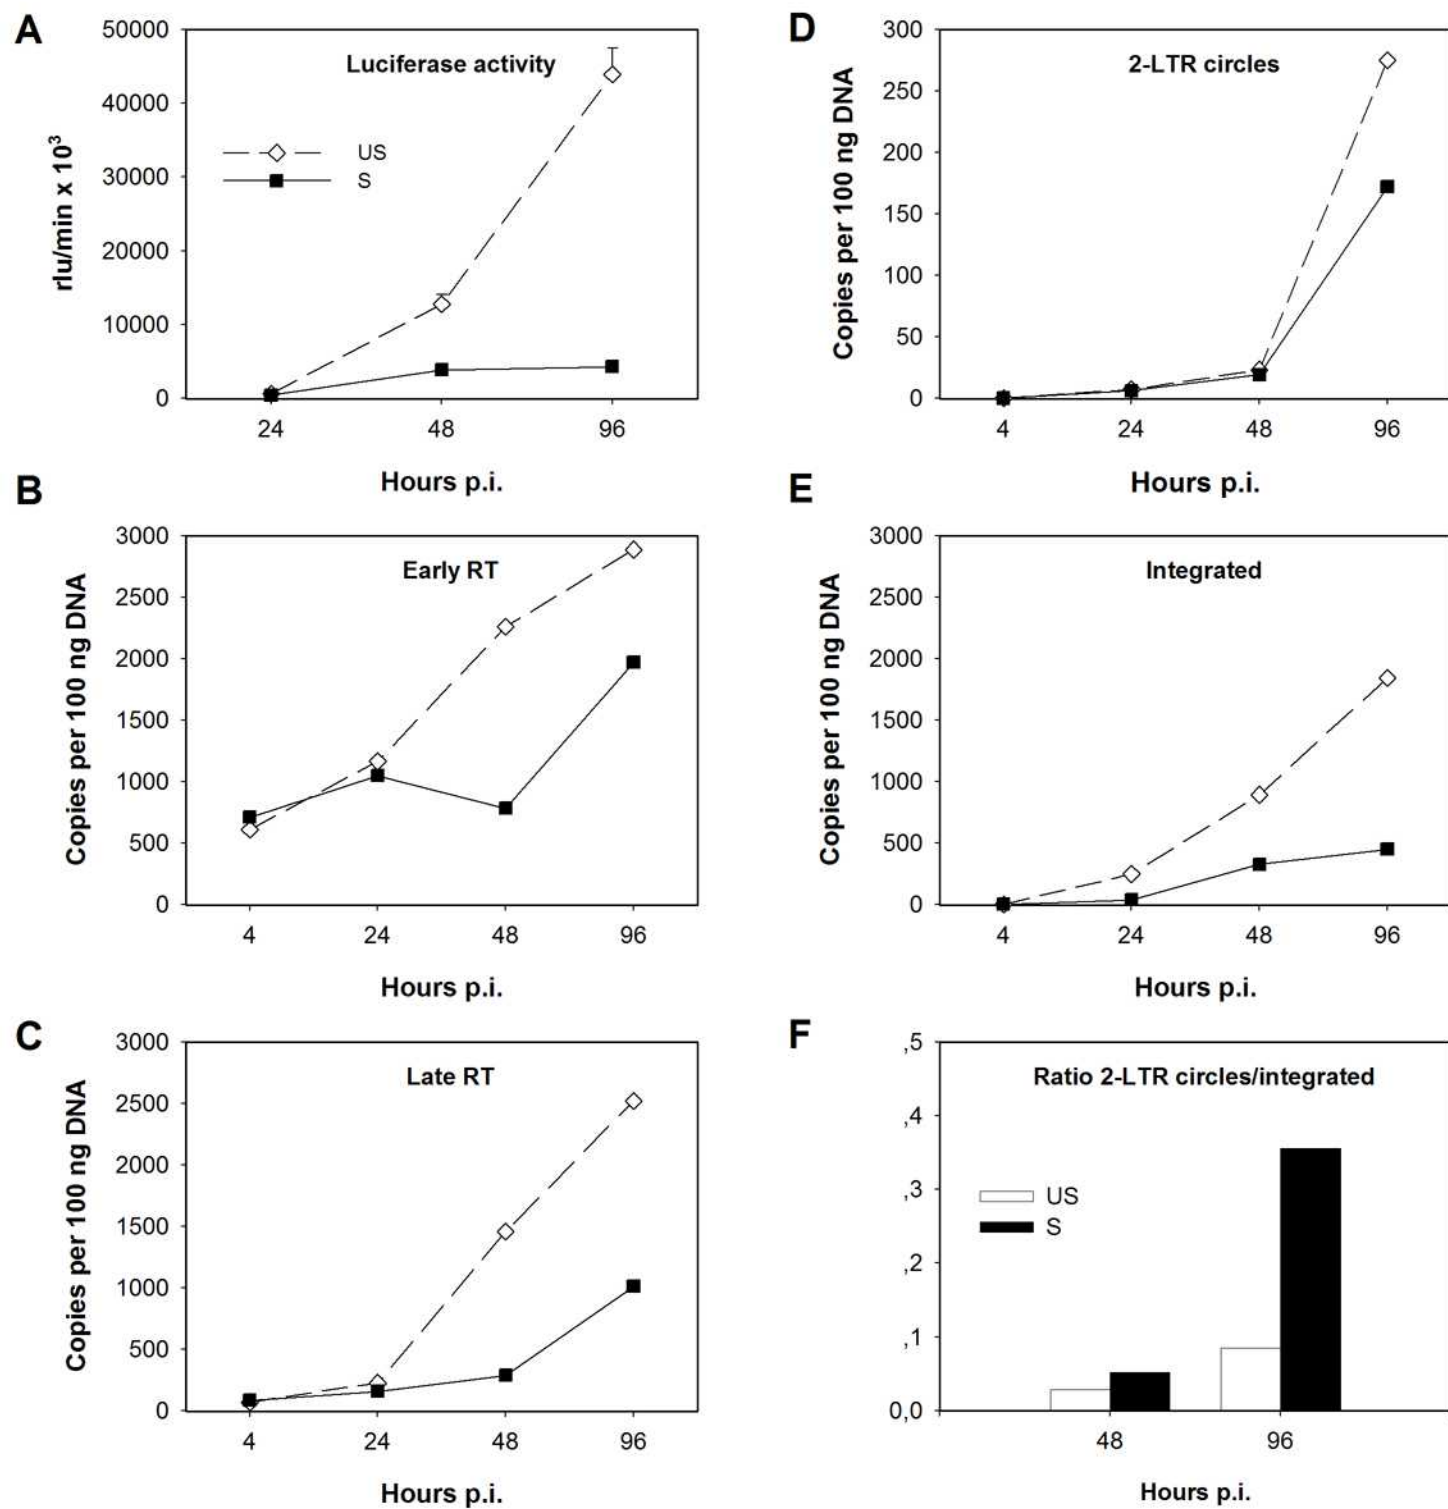 A
Luciferase activity
rlu/min x 10³
50000
40000
30000
20000
10000
0
US
S
24 48 96
Hours p.i.
B
Early RT
Copies per 100 ng DNA
3000
2500
2000
1500
1000
500
0
4 24 48 96
Hours p.i.
C
Late RT
Copies per 100 ng DNA
3000
2500
2000
1500
1000
500
0
4 24 48 96
Hours p.i.
D
2-LTR circles
Copies per 100 ng DNA
300
250
200
150
100
50
0
4 24 48 96
Hours p.i.
E
Integrated
Copies per 100 ng DNA
3000
2500
2000
1500
1000
500
0
4 24 48 96
Hours p.i.
F
Ratio 2-LTR circles/integrated
,5
,4
,3
,2
,1
0,0
US
S
48 96
Hours p.i.